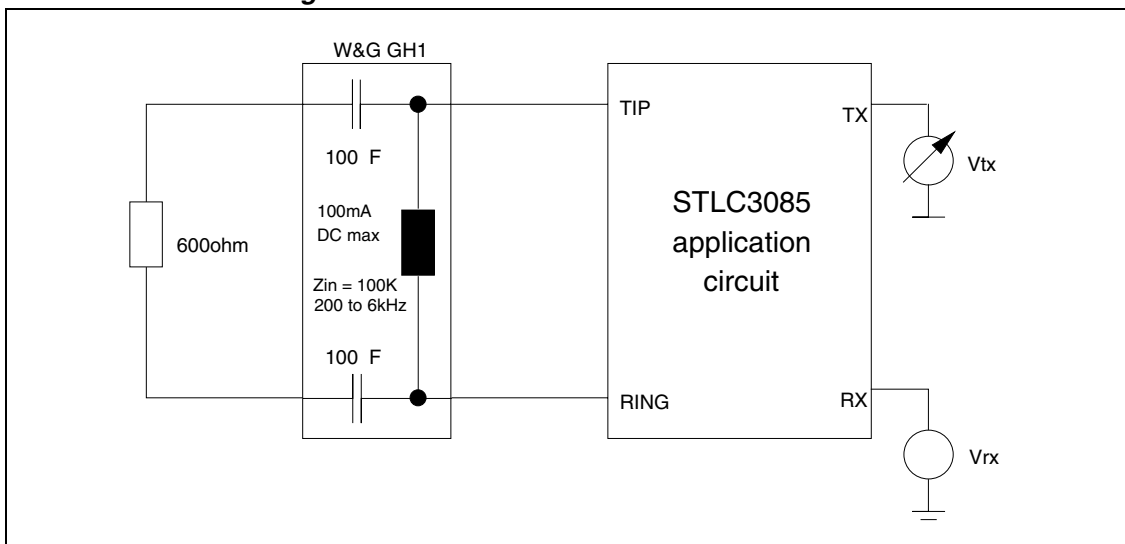 W&G GH1
TIP
TX
100 F
Vtx
100mA
DC max
STLC3085
application
circuit
600ohm
Zin = 100K
200 to 6kHz
100 F
RING
RX
Vrx